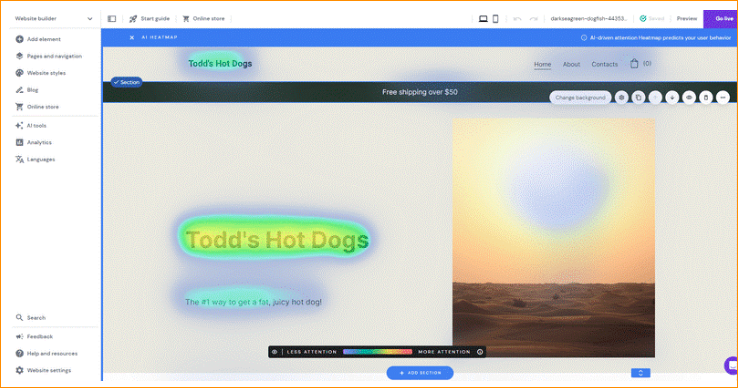 Website builder
Start guide
Online store
darkseagreen-dogfish-44353...
Saved
Preview
Go live
Add element
Pages and navigation
Website styles
Blog
Online store
AI tools
Analytics
Languages
Search
Feedback
Help and resources
Website settings
AI HEATMAP
AI-driven attention Heatmap predicts your user behavior
Todd's Hot Dogs
Home
About
Contacts
(0)
Section
Free shipping over $50
Change background
Todd's Hot Dogs
The #1 way to get a fat, juicy hot dog!
LESS ATTENTION
MORE ATTENTION
+ ADD SECTION